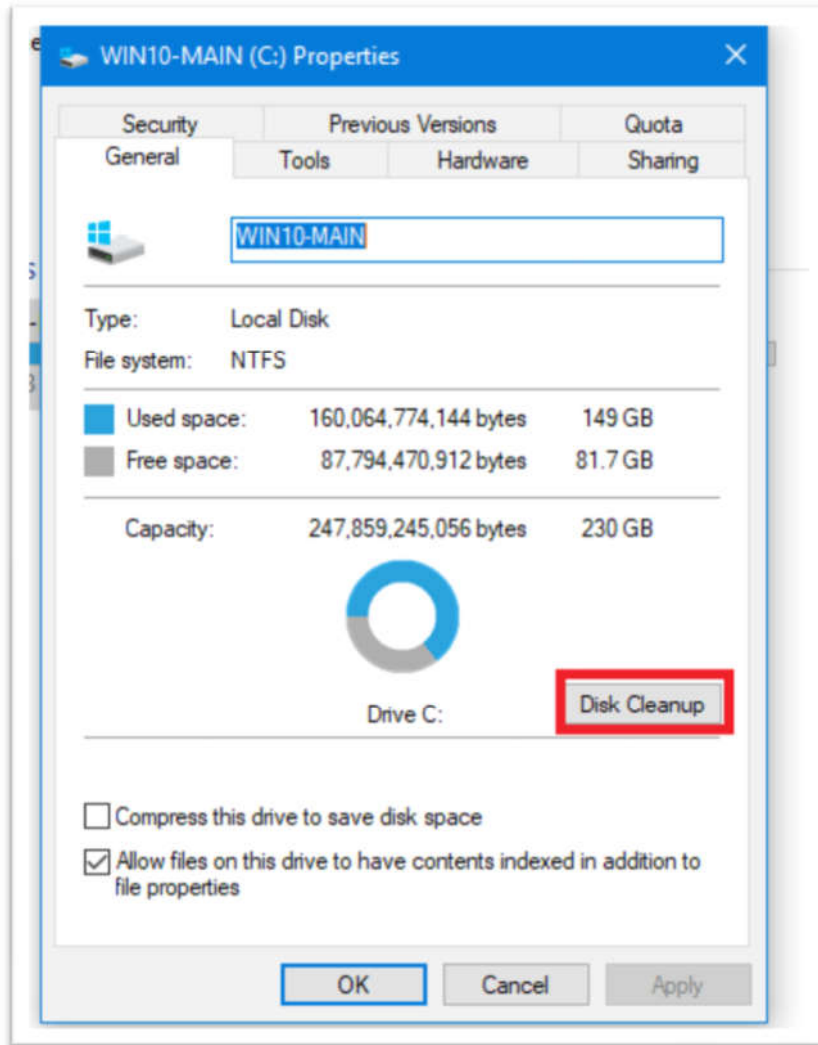 WIN10-MAIN (C:) Properties
Security Previous Versions Quota
General Tools Hardware Sharing
WIN10-MAIN
Type: Local Disk
File system: NTFS
Used space: 160,064,774,144 bytes 149 GB
Free space: 87,794,470,912 bytes 81.7 GB
Capacity: 247,859,245,056 bytes 230 GB
Drive C:
Disk Cleanup
Compress this drive to save disk space
Allow files on this drive to have contents indexed in addition to
file properties
OK Cancel Apply